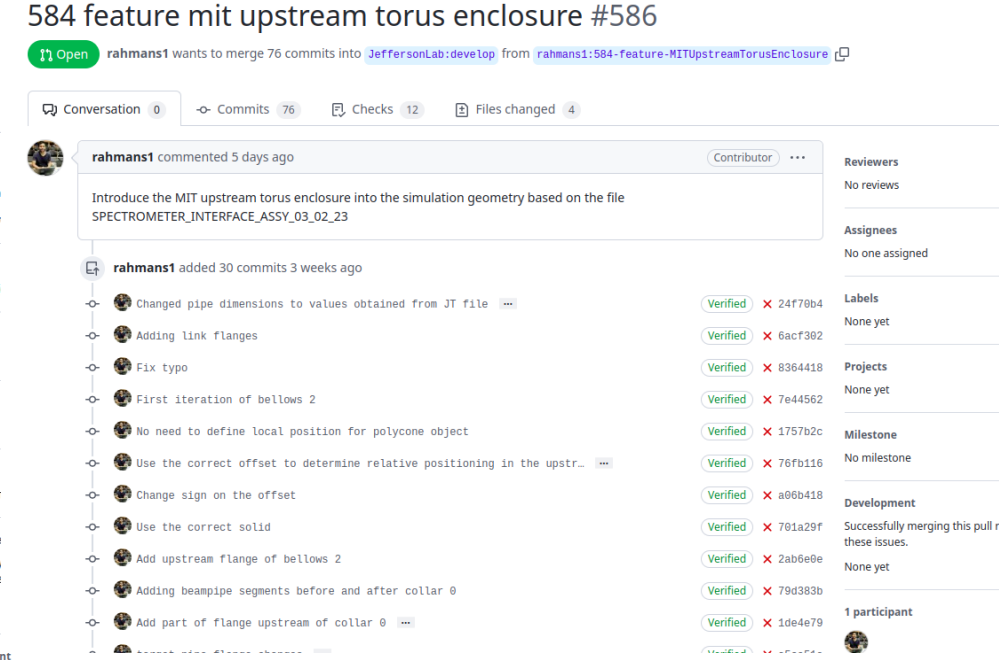 584 feature mit upstream torus enclosure #586
Open rahmans1 wants to merge 76 commits into JeffersonLab:develop from rahmans1:584-feature-MITUpstreamTorusEnclosure
Conversation 0 Commits 76 Checks 12 Files changed 4
rahmans1 commented 5 days ago Contributor ...
Introduce the MIT upstream torus enclosure into the simulation geometry based on the file
SPECTROMETER_INTERFACE_ASSY_03_02_23
rahmans1 added 30 commits 3 weeks ago
Changed pipe dimensions to values obtained from JT file ... Verified 24f70b4
Adding link flanges Verified 6acf302
Fix typo Verified 8364418
First iteration of bellows 2 Verified 7e44562
No need to define local position for polycone object Verified 1757b2c
Use the correct offset to determine relative positioning in the upstr… ... Verified 76fb116
Change sign on the offset Verified a06b418
Use the correct solid Verified 701a29f
Add upstream flange of bellows 2 Verified 2ab6e0e
Adding beampipe segments before and after collar 0 Verified 79d383b
Add part of flange upstream of collar 0 ... Verified 1de4e79
Reviewers
No reviews
Assignees
No one assigned
Labels
None yet
Projects
None yet
Milestone
No milestone
Development
Successfully merging this pull
these issues.
None yet
1 participant